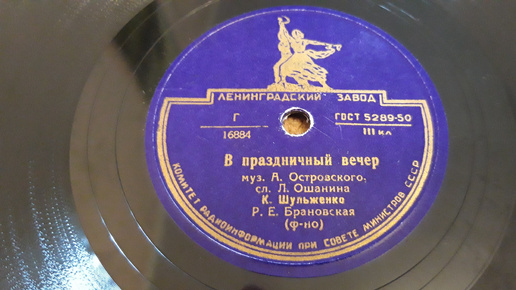 ЛЕНИНГРАДСКИЙ ЗАВОД
Г
16884
ГОСТ 5289-50
III КЛ
В праздничный вечер
муз. А. Островского,
сл. Л. Ошанина
К. Шульженко
Р. Е. Брановская
(ф-но)
КОМИТЕТ РАДИОИНФОРМАЦИИ ПРИ СОВЕТЕ МИНИСТРОВ СССР